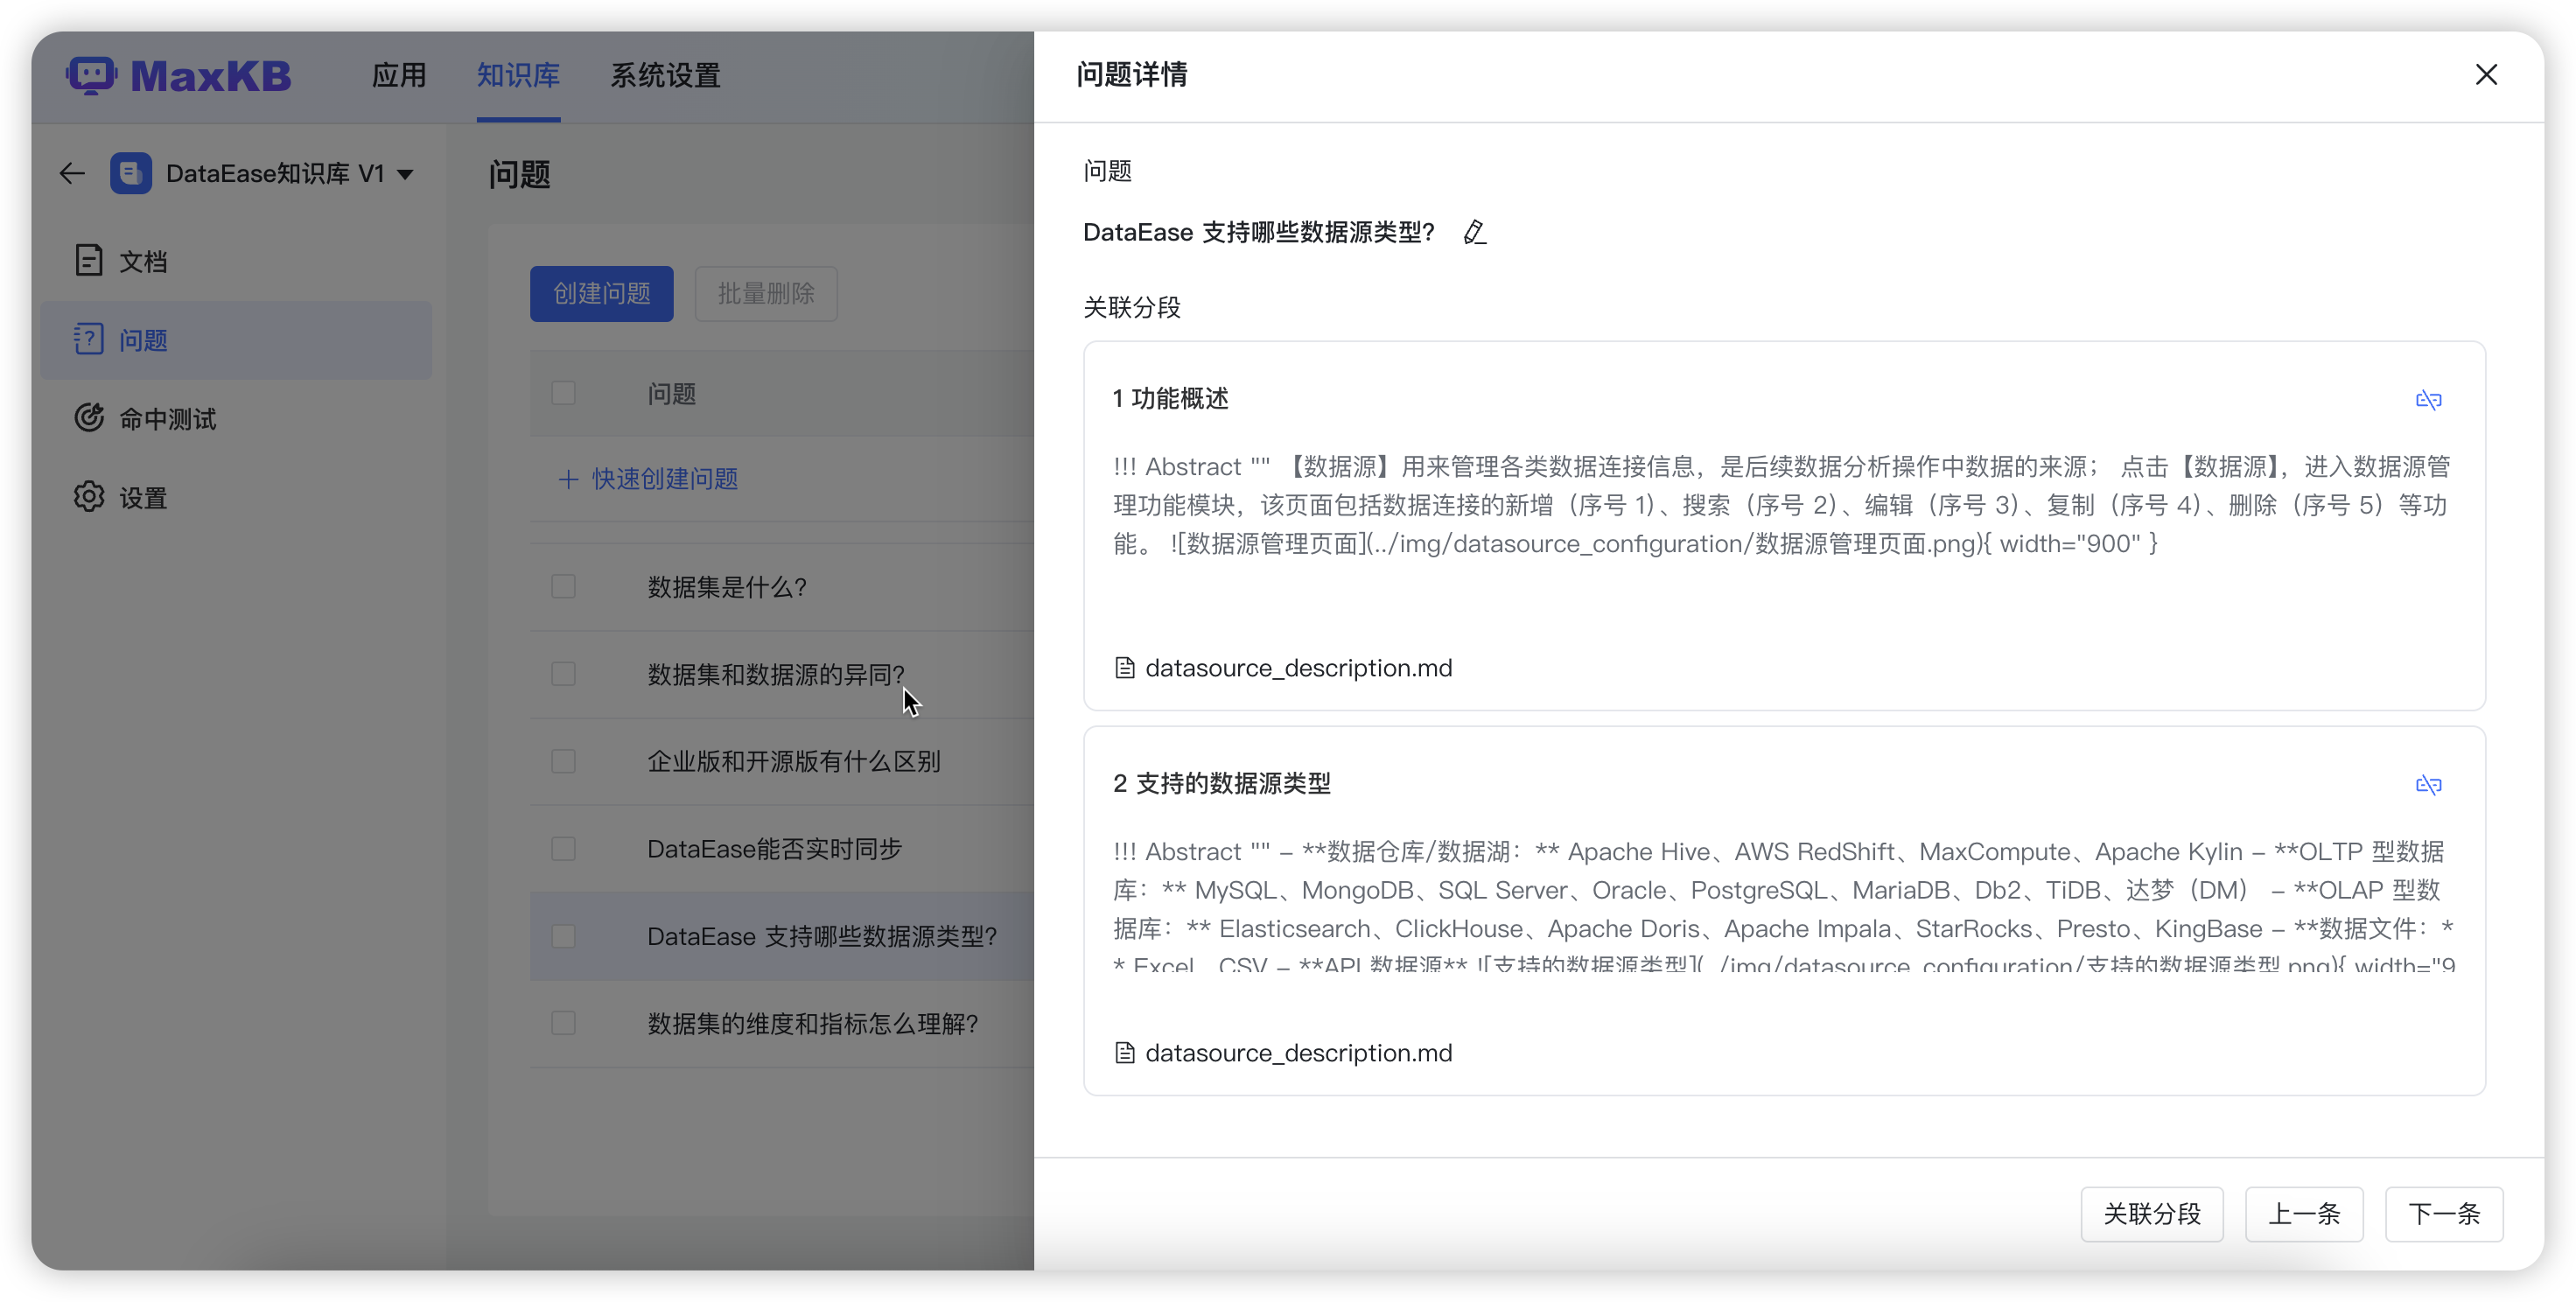 MaxKB 应用 知识库 系统设置
DataEase知识库 V1
文档
问题
命中测试
设置
问题
创建问题 批量删除
问题
+ 快速创建问题
数据集是什么?
数据集和数据源的异同?
企业版和开源版有什么区别
DataEase能否实时同步
DataEase 支持哪些数据源类型?
数据集的维度和指标怎么理解?
问题详情
问题
DataEase 支持哪些数据源类型?
关联分段
1 功能概述
!!! Abstract "" 【数据源】用来管理各类数据连接信息，是后续数据分析操作中数据的来源； 点击【数据源】，进入数据源管
理功能模块，该页面包括数据连接的新增（序号 1）、搜索（序号 2）、编辑（序号 3）、复制（序号 4）、删除（序号 5）等功
能。 ![数据源管理页面](../img/datasource_configuration/数据源管理页面.png){ width="900" }
datasource_description.md
2 支持的数据源类型
!!! Abstract "" – **数据仓库/数据湖：** Apache Hive、AWS RedShift、MaxCompute、Apache Kylin – **OLTP 型数据
库：** MySQL、MongoDB、SQL Server、Oracle、PostgreSQL、MariaDB、Db2、TiDB、达梦（DM） – **OLAP 型数
据库：** Elasticsearch、ClickHouse、Apache Doris、Apache Impala、StarRocks、Presto、KingBase – **数据文件：*
* Excel、CSV – **API 数据源** ![支持的数据源类型](../img/datasource_configuration/支持的数据源类型.png){ width="9
datasource_description.md
关联分段 上一条 下一条